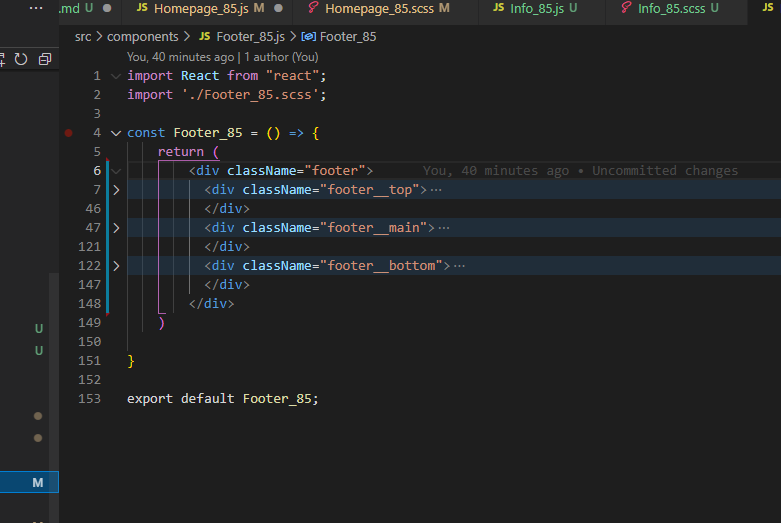 .md U JS Homepage_85.js M Homepage_85.scss M JS Info_85.js U Info_85.scss U JS
src > components > JS Footer_85.js > Footer_85
You, 40 minutes ago | 1 author (You)
1 import React from "react";
2 import './Footer_85.scss';
3
4 const Footer_85 = () => {
5 return (
6 <div className="footer"> You, 40 minutes ago • Uncommitted changes
7 <div className="footer__top">···
46 </div>
47 <div className="footer__main">···
121 </div>
122 <div className="footer__bottom">···
147 </div>
148 </div>
149 )
150
151 }
152
153 export default Footer_85;
U
U
M